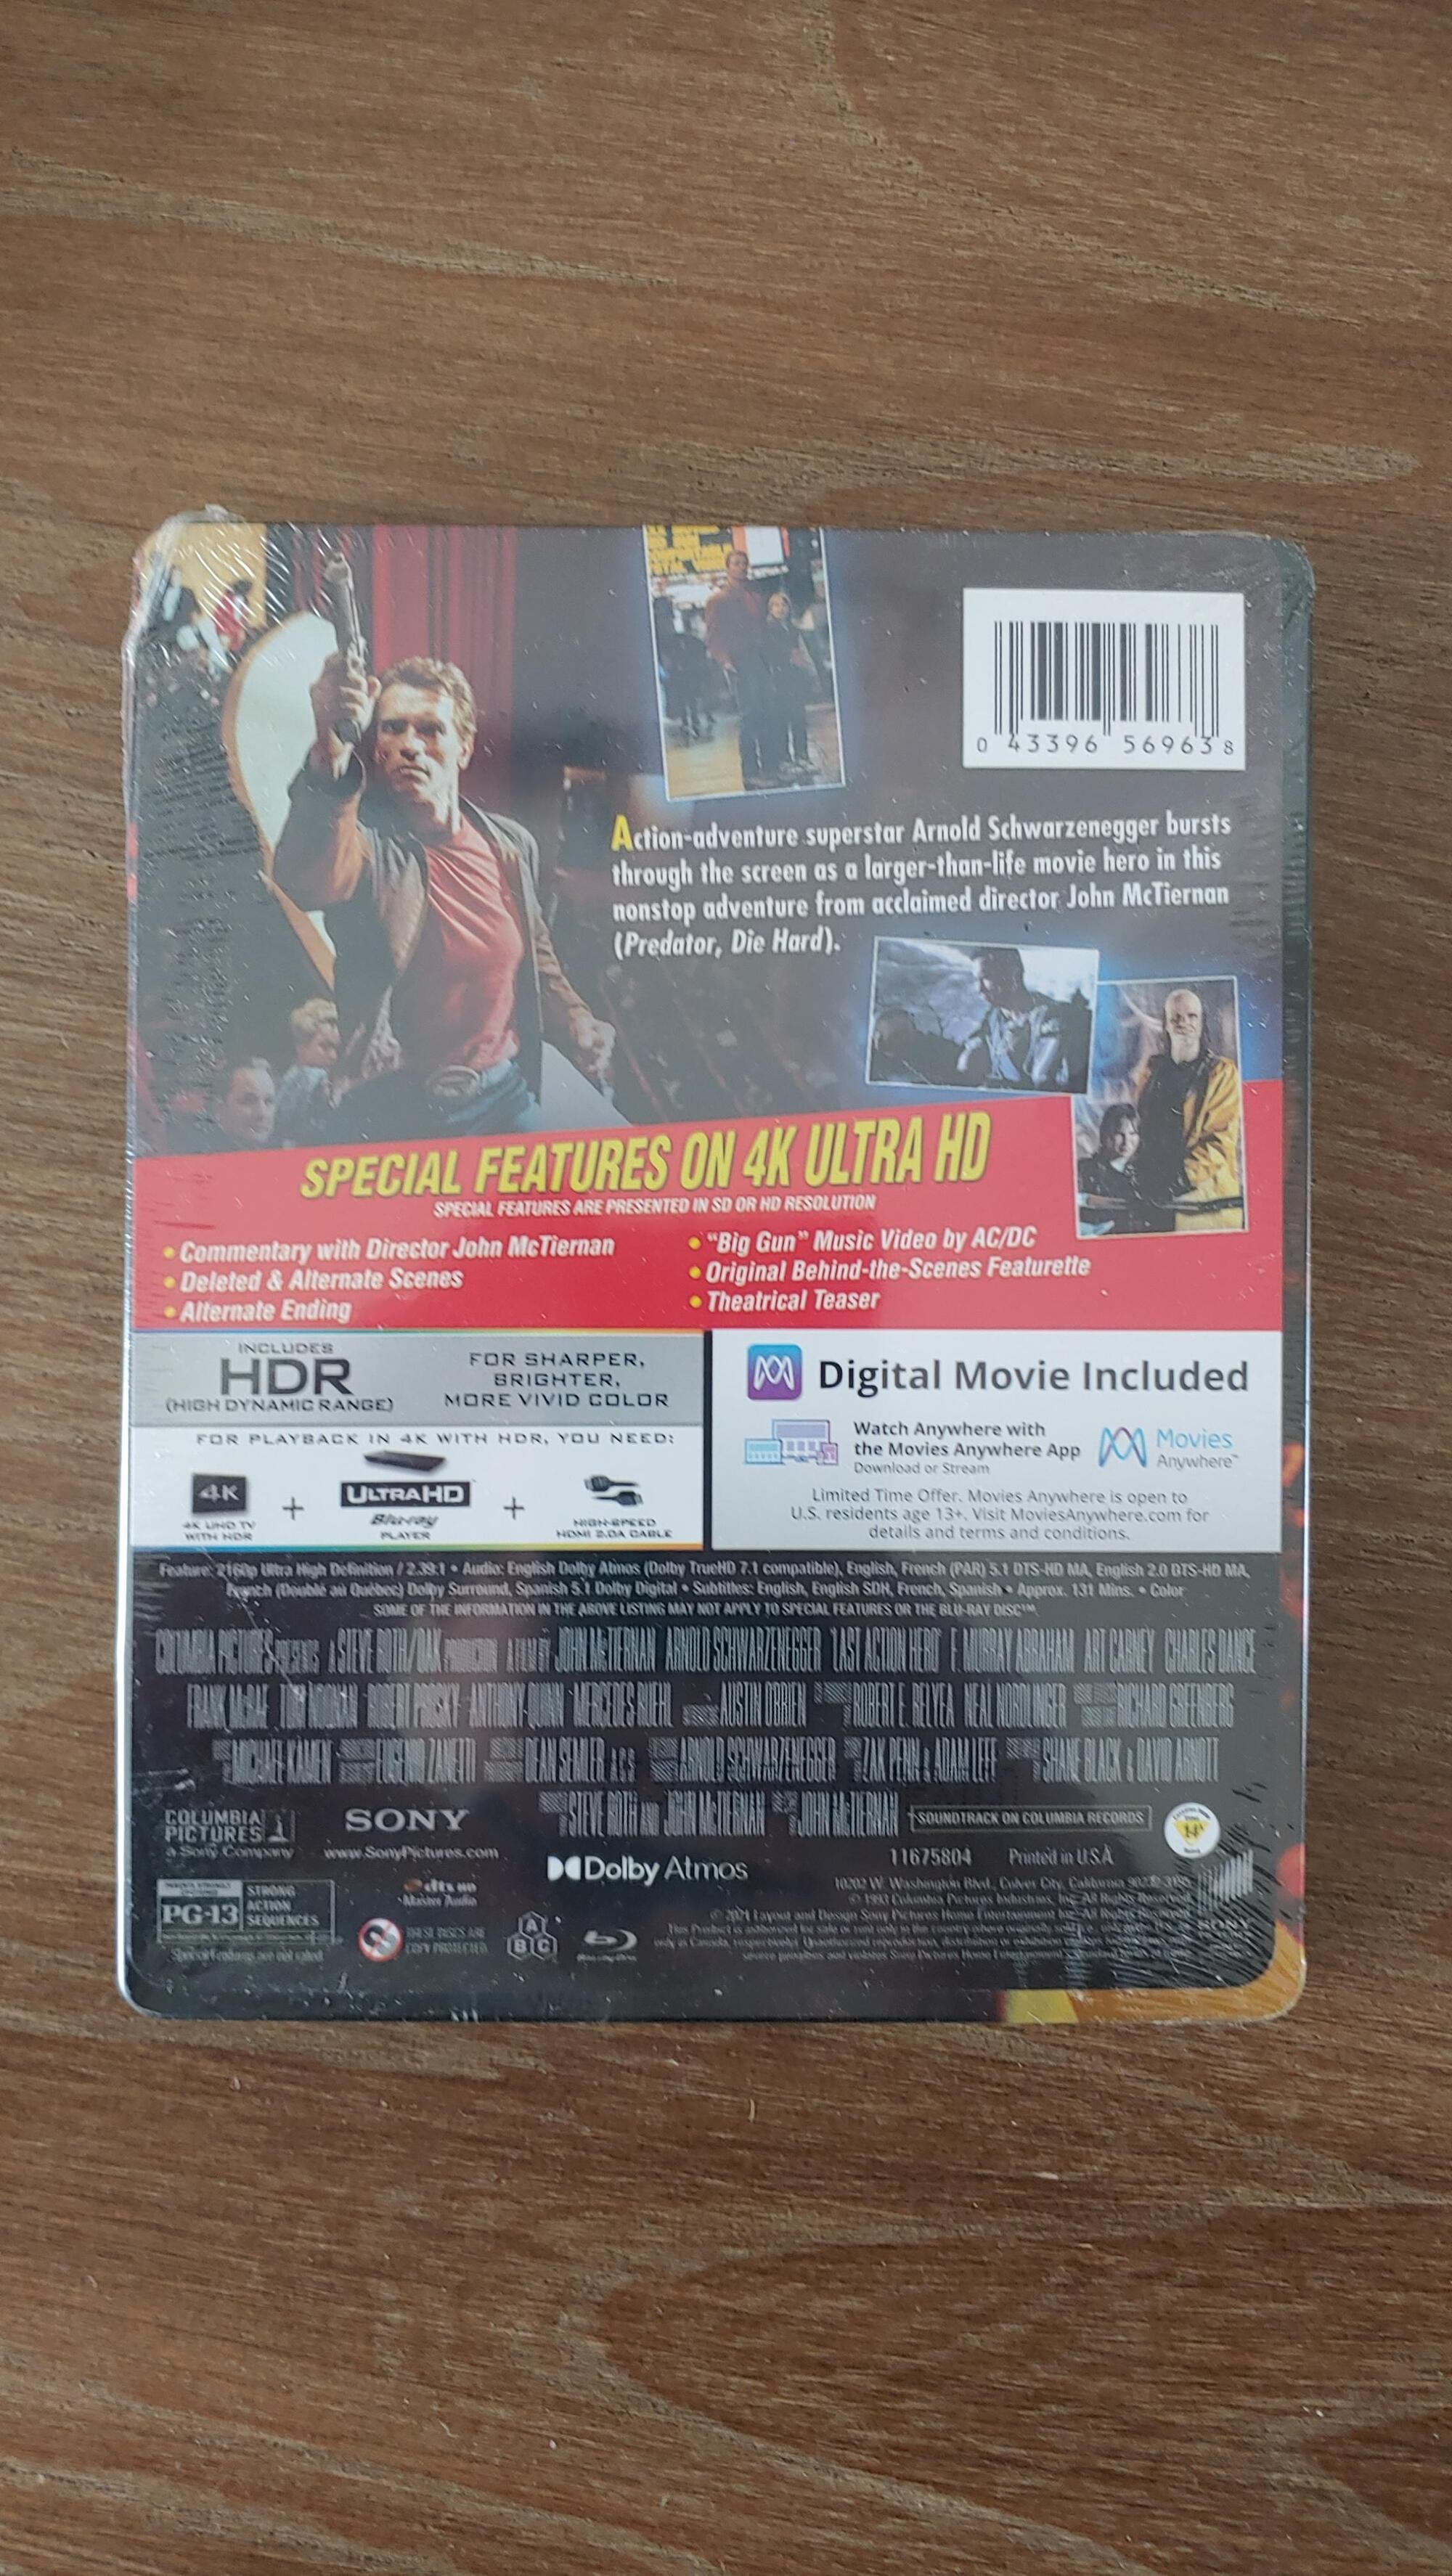 0 43396 56963 8
Action-adventure superstar Arnold Schwarzenegger bursts
through the screen as a larger-than-life movie hero in this
nonstop adventure from acclaimed director John McTiernan
(Predator, Die Hard).
SPECIAL FEATURES ON 4K ULTRA HD
SPECIAL FEATURES ARE PRESENTED IN SD OR HD RESOLUTION
• Commentary with Director John McTiernan
• Deleted & Alternate Scenes
• Alternate Ending
• "Big Gun" Music Video by AC/DC
• Original Behind-the-Scenes Featurette
• Theatrical Teaser
INCLUDES
HDR
(HIGH DYNAMIC RANGE)
FOR SHARPER,
BRIGHTER,
MORE VIVID COLOR
FOR PLAYBACK IN 4K WITH HDR, YOU NEED:
4K
4K UHD TV
WITH HDR
+
ULTRA HD
Blu-ray
PLAYER
+
HIGH-SPEED
HDMI 2.0A CABLE
Digital Movie Included
Watch Anywhere with
the Movies Anywhere App
Download or Stream
Movies
Anywhere™
Limited Time Offer. Movies Anywhere is open to
U.S. residents age 13+. Visit MoviesAnywhere.com for
details and terms and conditions.
Feature: 2160p Ultra High Definition / 2.39:1 • Audio: English Dolby Atmos (Dolby TrueHD 7.1 compatible), English, French (PAR) 5.1 DTS-HD MA, English 2.0 DTS-HD MA,
French (Doublé au Québec) Dolby Surround, Spanish 5.1 Dolby Digital • Subtitles: English, English SDH, French, Spanish • Approx. 131 Mins. • Color
SOME OF THE INFORMATION IN THE ABOVE LISTING MAY NOT APPLY TO SPECIAL FEATURES OR THE BLU-RAY DISC™.
COLUMBIA PICTURES PRESENTS A STEVE ROTH/OAK PRODUCTION A FILM BY JOHN McTIERNAN ARNOLD SCHWARZENEGGER "LAST ACTION HERO" F. MURRAY ABRAHAM ART CARNEY CHARLES DANCE
FRANK McRAE TOM NOONAN ROBERT PROSKY ANTHONY QUINN MERCEDES RUEHL AUSTIN O'BRIEN ROBERT E. RELYEA NEAL NORDLINGER RICHARD GREENBERG
MICHAEL KAMEN EUGENIO ZANETTI DEAN SEMLER, A.C.S. ARNOLD SCHWARZENEGGER ZAK PENN & ADAM LEFF SHANE BLACK & DAVID ARNOTT
STEVE ROTH AND JOHN McTIERNAN JOHN McTIERNAN SOUNDTRACK ON COLUMBIA RECORDS
COLUMBIA
PICTURES
a Sony Company
SONY
www.SonyPictures.com
Dolby Atmos
11675804 Printed in U.S.A.
PG-13
STRONG
ACTION
SEQUENCES
Special features are not rated.
dts HD
Master Audio
THESE DISCS ARE
COPY PROTECTED.
A
B C
10202 W. Washington Blvd., Culver City, California 90232-3195
© 1993 Columbia Pictures Industries, Inc. All Rights Reserved.
© 2021 Layout and Design Sony Pictures Home Entertainment Inc. All Rights Reserved.
SONY